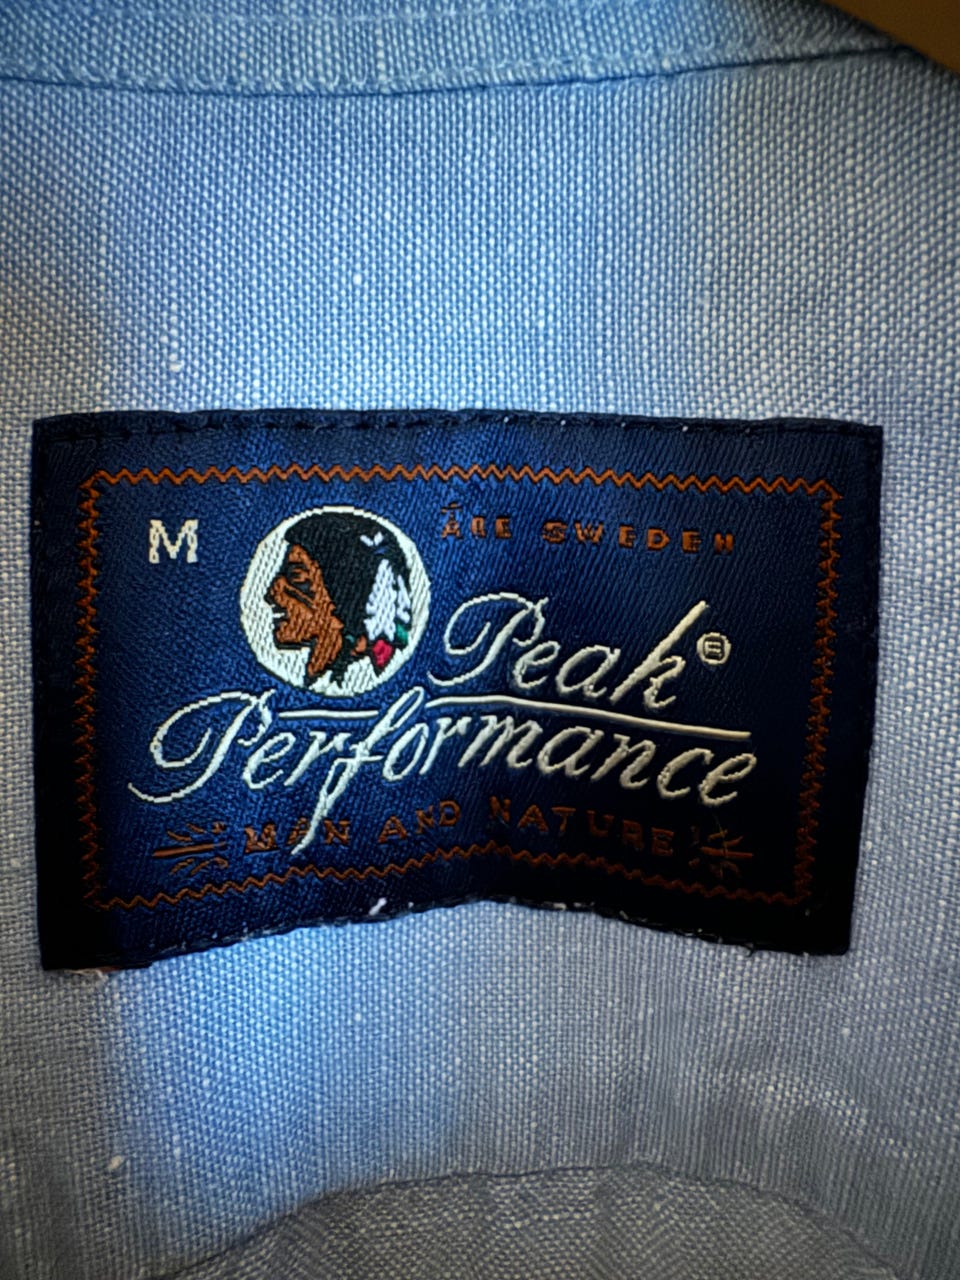 M
ÅRE SWEDEN
Peak®
Performance
MAN AND NATURE